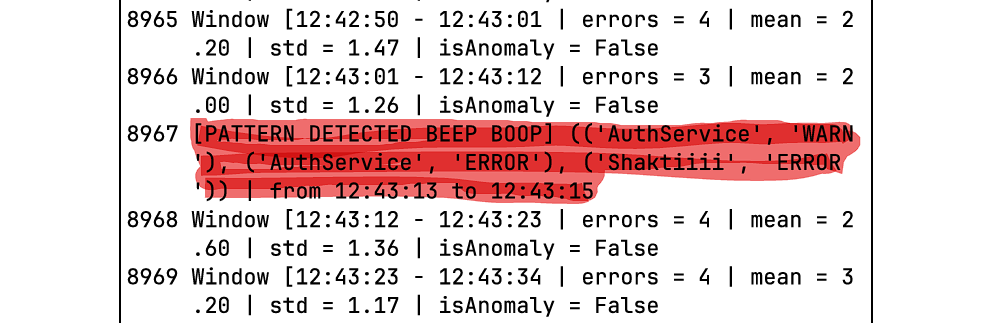 8965 Window [12:42:50 - 12:43:01 | errors = 4 | mean = 2
.20 | std = 1.47 | isAnomaly = False
8966 Window [12:43:01 - 12:43:12 | errors = 3 | mean = 2
.00 | std = 1.26 | isAnomaly = False
8967 [PATTERN DETECTED BEEP BOOP] (('AuthService', 'WARN
'), ('AuthService', 'ERROR'), ('Shaktiiii', 'ERROR
')) | from 12:43:13 to 12:43:15
8968 Window [12:43:12 - 12:43:23 | errors = 4 | mean = 2
.60 | std = 1.36 | isAnomaly = False
8969 Window [12:43:23 - 12:43:34 | errors = 4 | mean = 3
.20 | std = 1.17 | isAnomaly = False